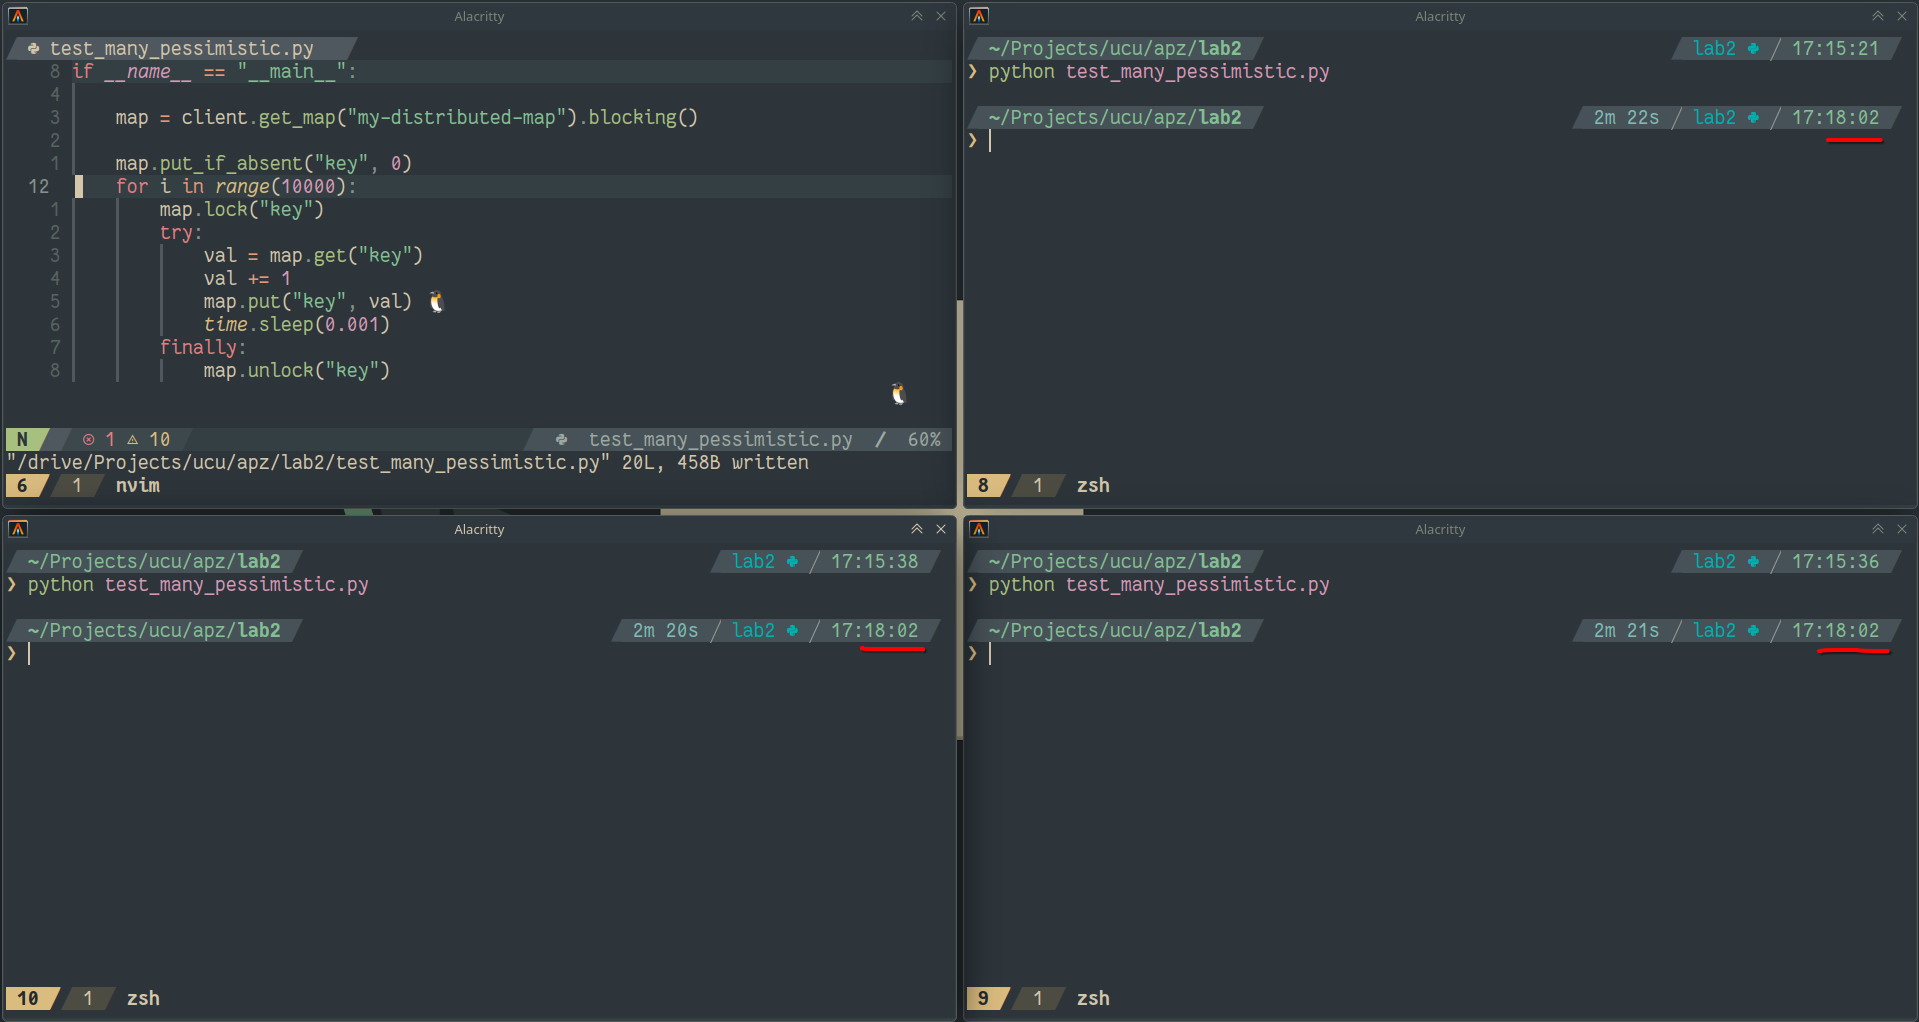 Alacritty
test_many_pessimistic.py
8 if __name__ == "__main__":
4
3 map = client.get_map("my-distributed-map").blocking()
2
1 map.put_if_absent("key", 0)
12 for i in range(10000):
1 map.lock("key")
2 try:
3 val = map.get("key")
4 val += 1
5 map.put("key", val)
6 time.sleep(0.001)
7 finally:
8 map.unlock("key")
N 1 10 test_many_pessimistic.py / 60%
"/drive/Projects/ucu/apz/lab2/test_many_pessimistic.py" 20L, 458B written
6 1 nvim
Alacritty
~/Projects/ucu/apz/lab2 lab2 17:15:21
❯ python test_many_pessimistic.py
~/Projects/ucu/apz/lab2 2m 22s lab2 17:18:02
❯
8 1 zsh
Alacritty
~/Projects/ucu/apz/lab2 lab2 17:15:38
❯ python test_many_pessimistic.py
~/Projects/ucu/apz/lab2 2m 20s lab2 17:18:02
❯
10 1 zsh
Alacritty
~/Projects/ucu/apz/lab2 lab2 17:15:36
❯ python test_many_pessimistic.py
~/Projects/ucu/apz/lab2 2m 21s lab2 17:18:02
❯
9 1 zsh